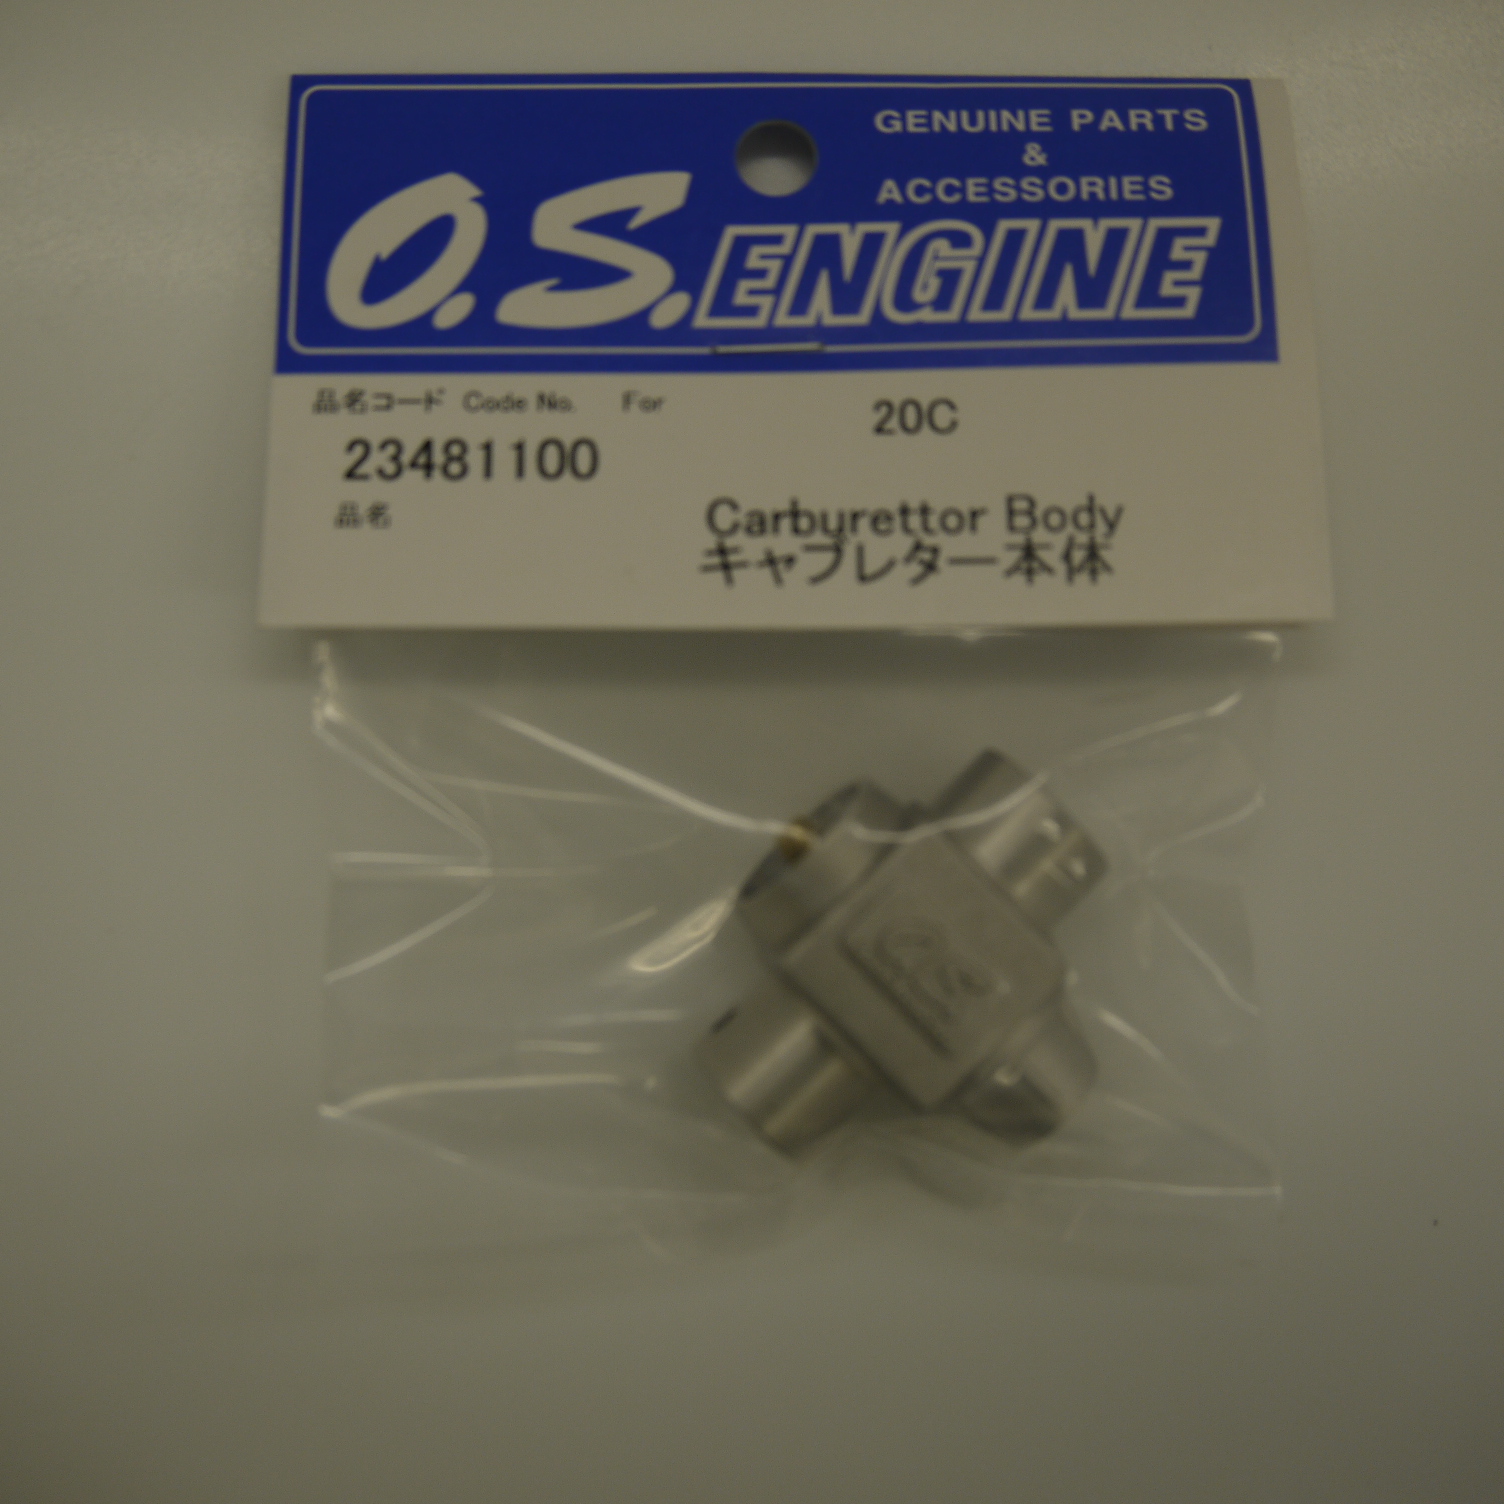 GENUINE PARTS
&
ACCESSORIES
O.S.ENGINE
品名コード Code No. For 20C
23481100
品名 Carburettor Body
キャブレター本体
O.S.